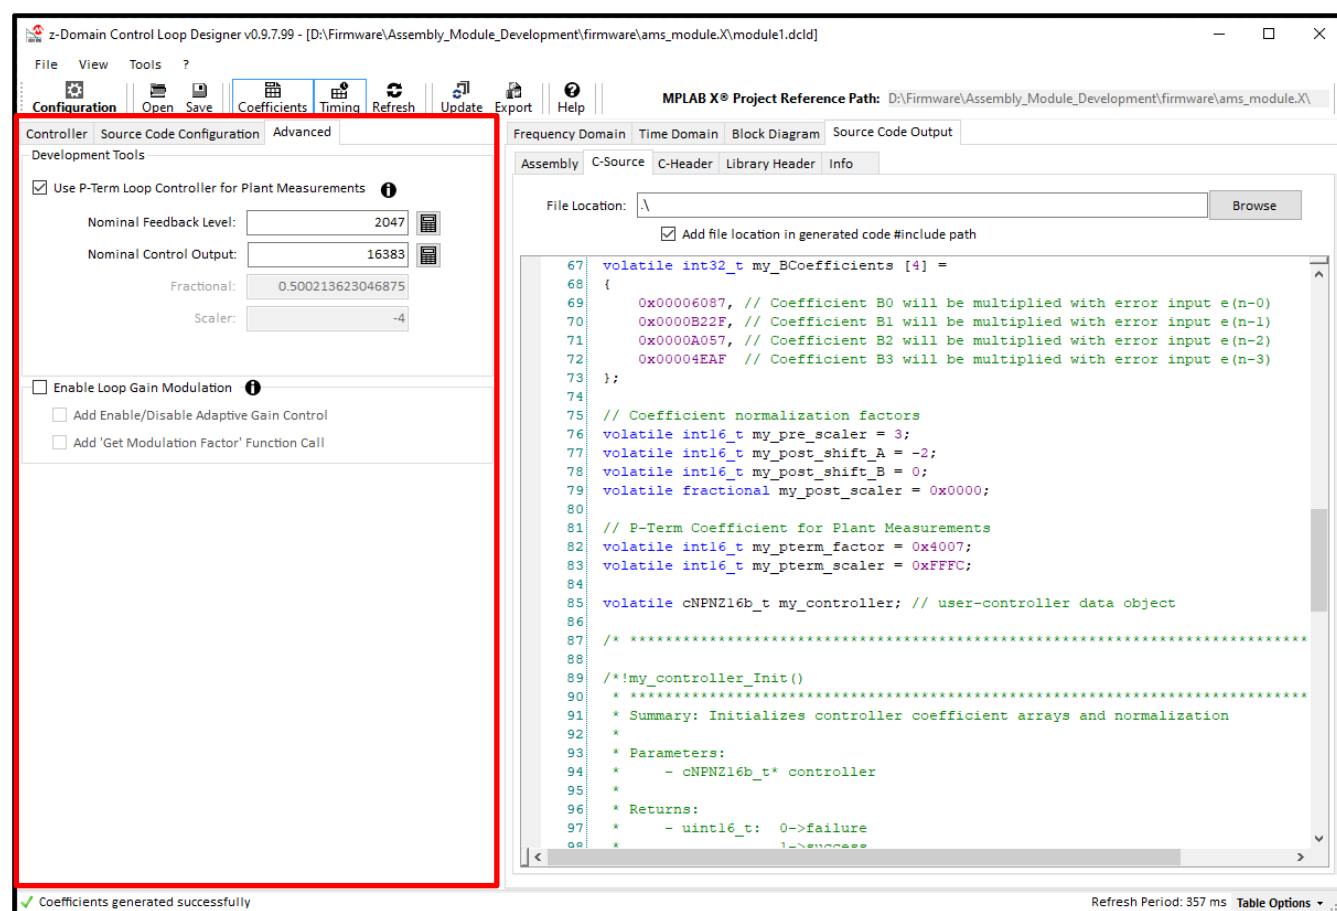 z-Domain Control Loop Designer v0.9.7.99 - [D:\Firmware\Assembly_Module_Development\firmware\ams_module.X\module1.dcld]
File View Tools ?
Configuration Open Save Coefficients Timing Refresh Update Export Help MPLAB X® Project Reference Path: D:\Firmware\Assembly_Module_Development\firmware\ams_module.X\
Controller Source Code Configuration Advanced
Development Tools
Use P-Term Loop Controller for Plant Measurements
Nominal Feedback Level: 2047
Nominal Control Output: 16383
Fractional: 0.500213623046875
Scaler: -4
Enable Loop Gain Modulation
Add Enable/Disable Adaptive Gain Control
Add 'Get Modulation Factor' Function Call
Frequency Domain Time Domain Block Diagram Source Code Output
Assembly C-Source C-Header Library Header Info
File Location: .\ Browse
Add file location in generated code #include path
67 volatile int32_t my_BCoefficients [4] =
68 {
69 0x00006087, // Coefficient B0 will be multiplied with error input e(n-0)
70 0x0000B22F, // Coefficient B1 will be multiplied with error input e(n-1)
71 0x0000A057, // Coefficient B2 will be multiplied with error input e(n-2)
72 0x00004EAF // Coefficient B3 will be multiplied with error input e(n-3)
73 };
74
75 // Coefficient normalization factors
76 volatile int16_t my_pre_scaler = 3;
77 volatile int16_t my_post_shift_A = -2;
78 volatile int16_t my_post_shift_B = 0;
79 volatile fractional my_post_scaler = 0x0000;
80
81 // P-Term Coefficient for Plant Measurements
82 volatile int16_t my_pterm_factor = 0x4007;
83 volatile int16_t my_pterm_scaler = 0xFFFC;
84
85 volatile cNPNZ16b_t my_controller; // user-controller data object
86
87 /* *****************************************************************************
88
89 /*!my_controller_Init()
90 * *****************************************************************************
91 * Summary: Initializes controller coefficient arrays and normalization
92 *
93 * Parameters:
94 * - cNPNZ16b_t* controller
95 *
96 * Returns:
97 * - uint16_t: 0->failure
98 * 1->success
Coefficients generated successfully
Refresh Period: 357 ms Table Options